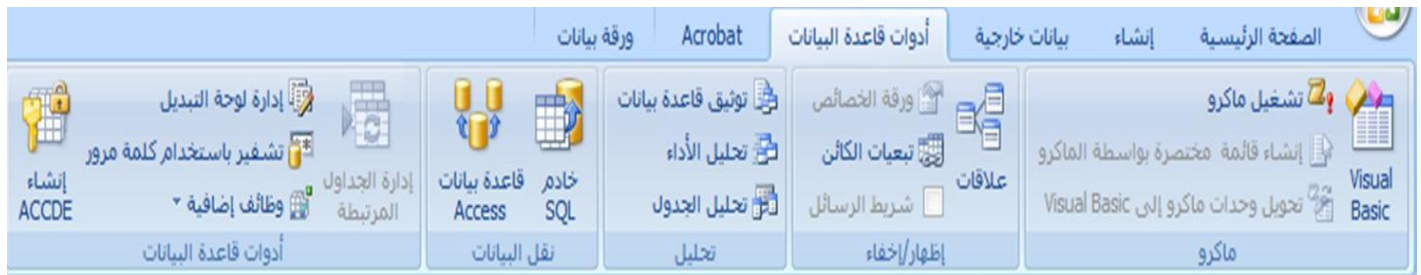 الصفحة الرئيسية
إنشاء
بيانات خارجية
أدوات قاعدة البيانات
Acrobat
ورقة بيانات
Visual Basic
تشغيل ماكرو
إنشاء قائمة مختصرة بواسطة الماكرو
تحويل وحدات ماكرو إلى Visual Basic
ماكرو
علاقات
ورقة الخصائص
تبعيات الكائن
شريط الرسائل
إظهار/إخفاء
توثيق قاعدة بيانات
تحليل الأداء
تحليل الجدول
تحليل
خادم SQL
قاعدة بيانات Access
نقل البيانات
إدارة الجداول المرتبطة
إدارة لوحة التبديل
تشفير باستخدام كلمة مرور
وظائف إضافية
إنشاء ACCDE
أدوات قاعدة البيانات